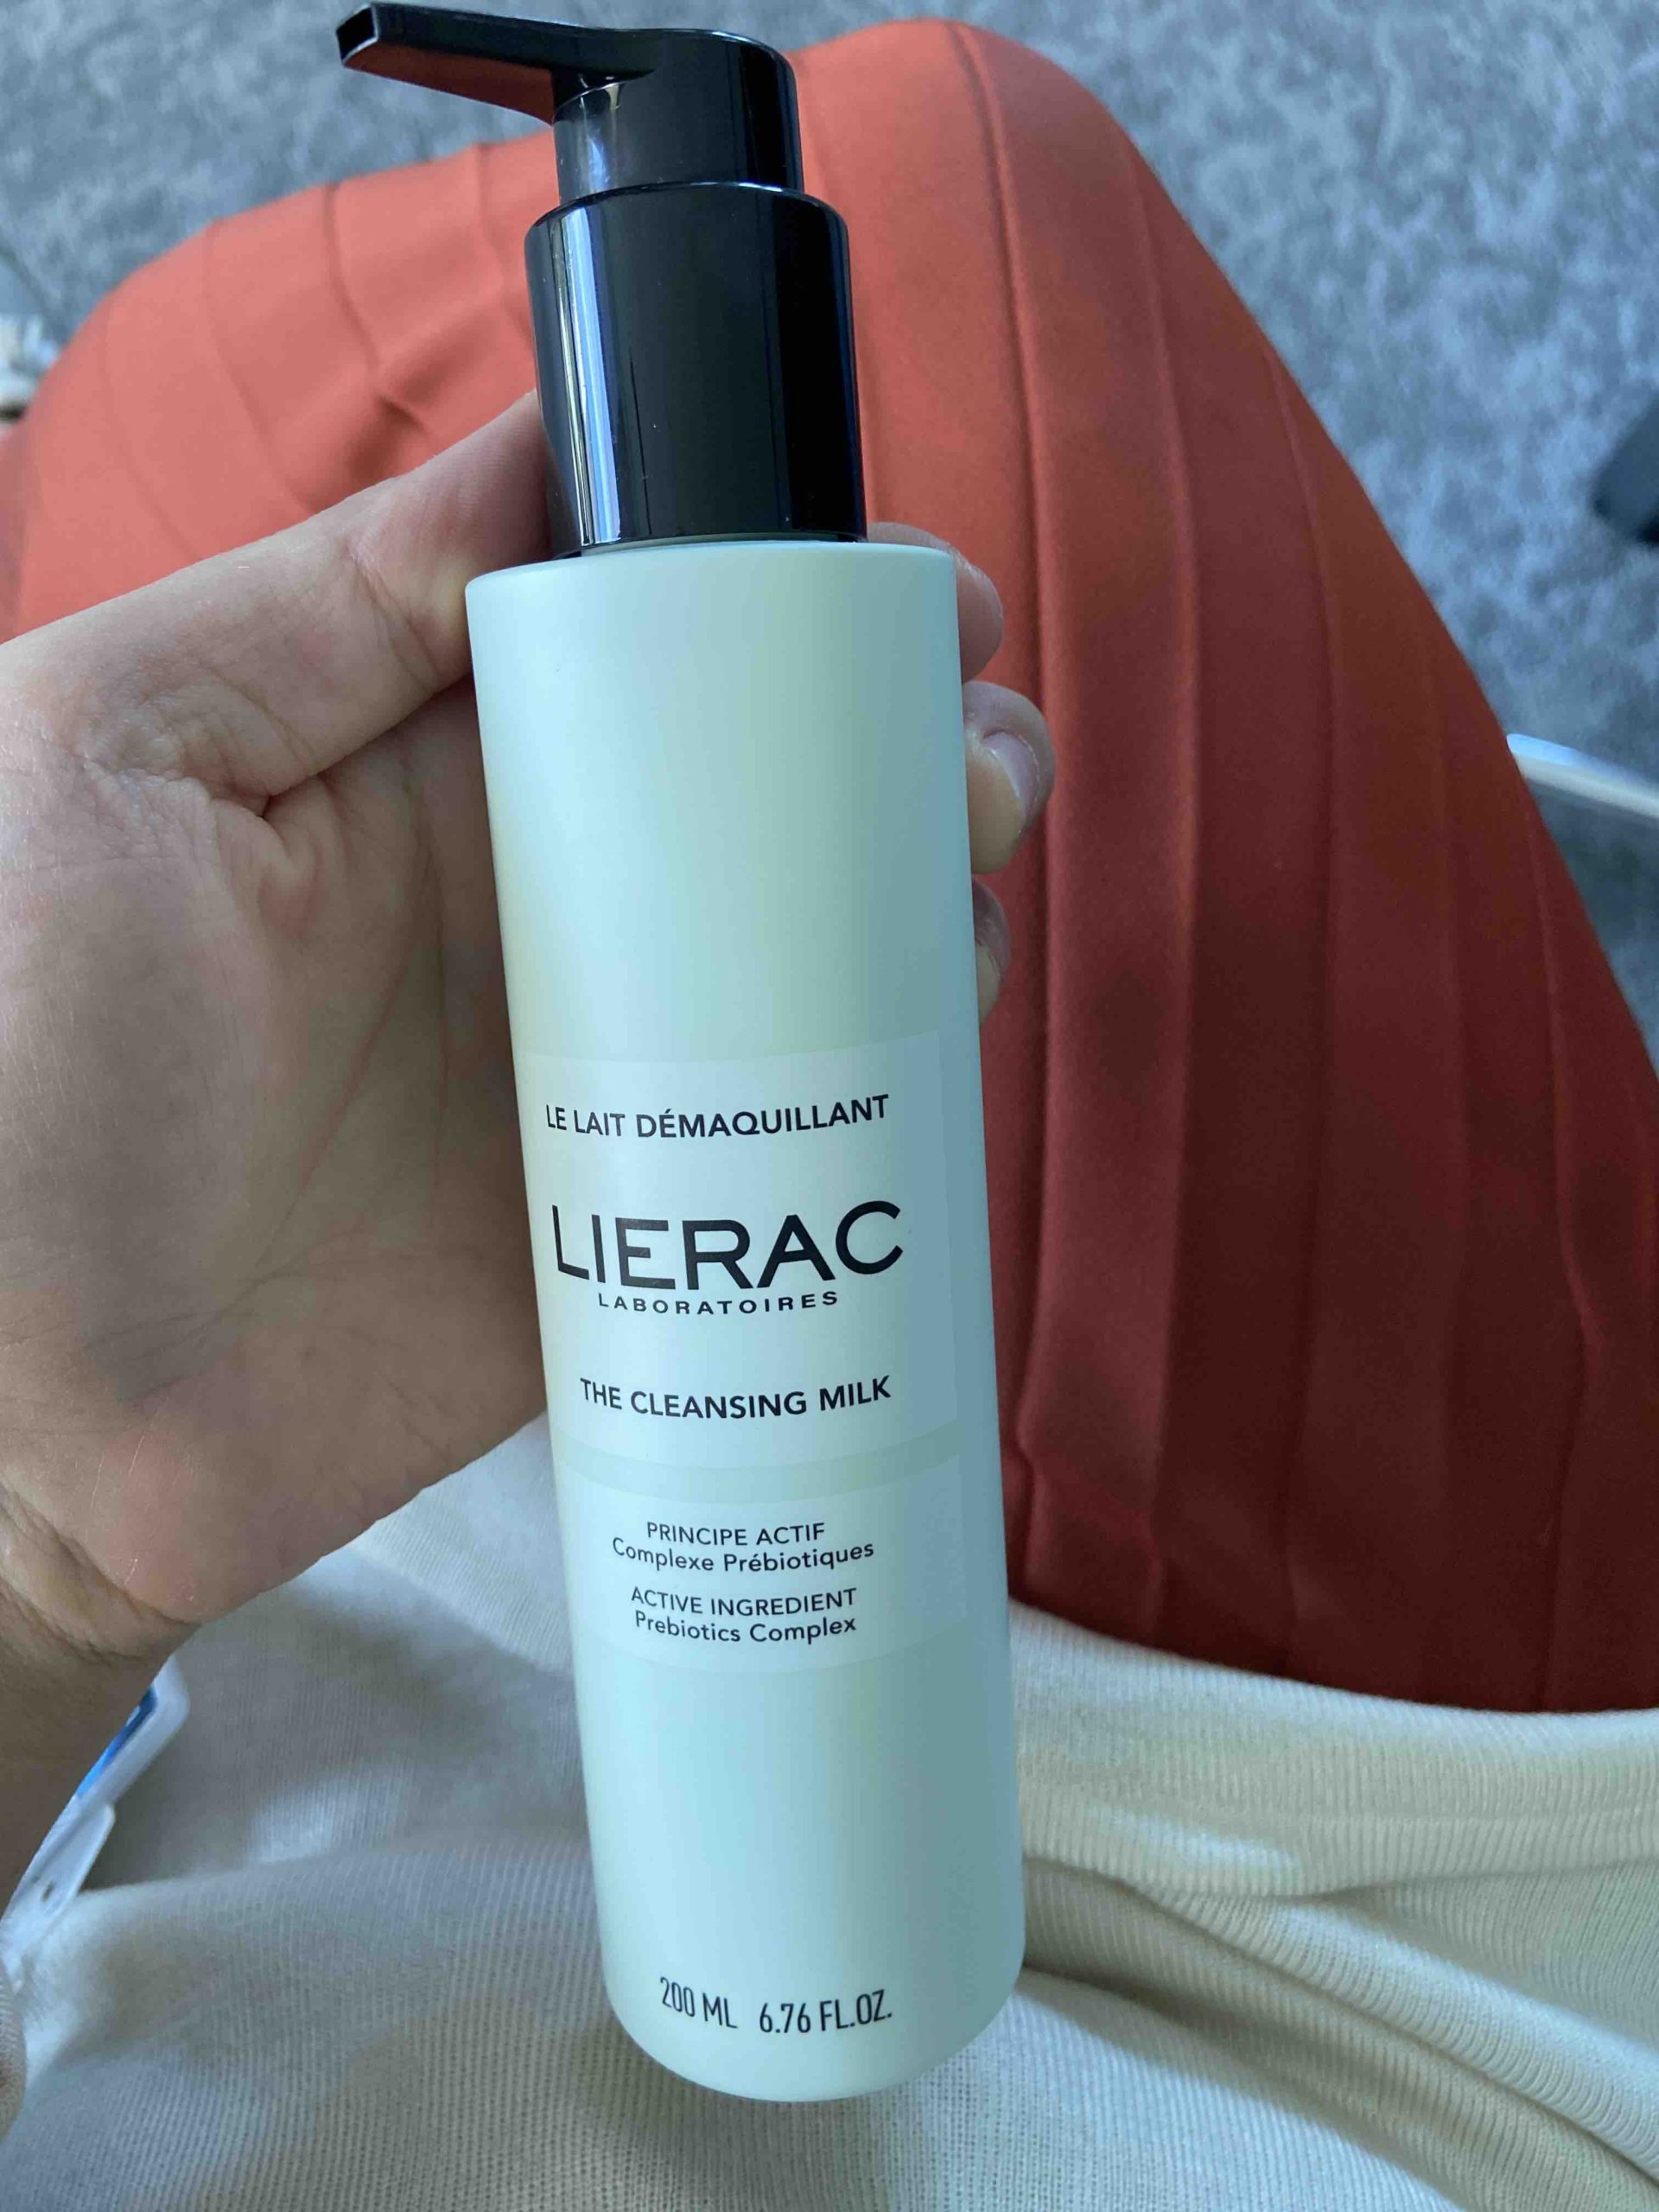 LE LAIT DÉMAQUILLANT
LIERAC
LABORATOIRES
THE CLEANSING MILK
PRINCIPE ACTIF
Complexe Prébiotiques
ACTIVE INGREDIENT
Prebiotics Complex
200 ML 6.76 FL.OZ.